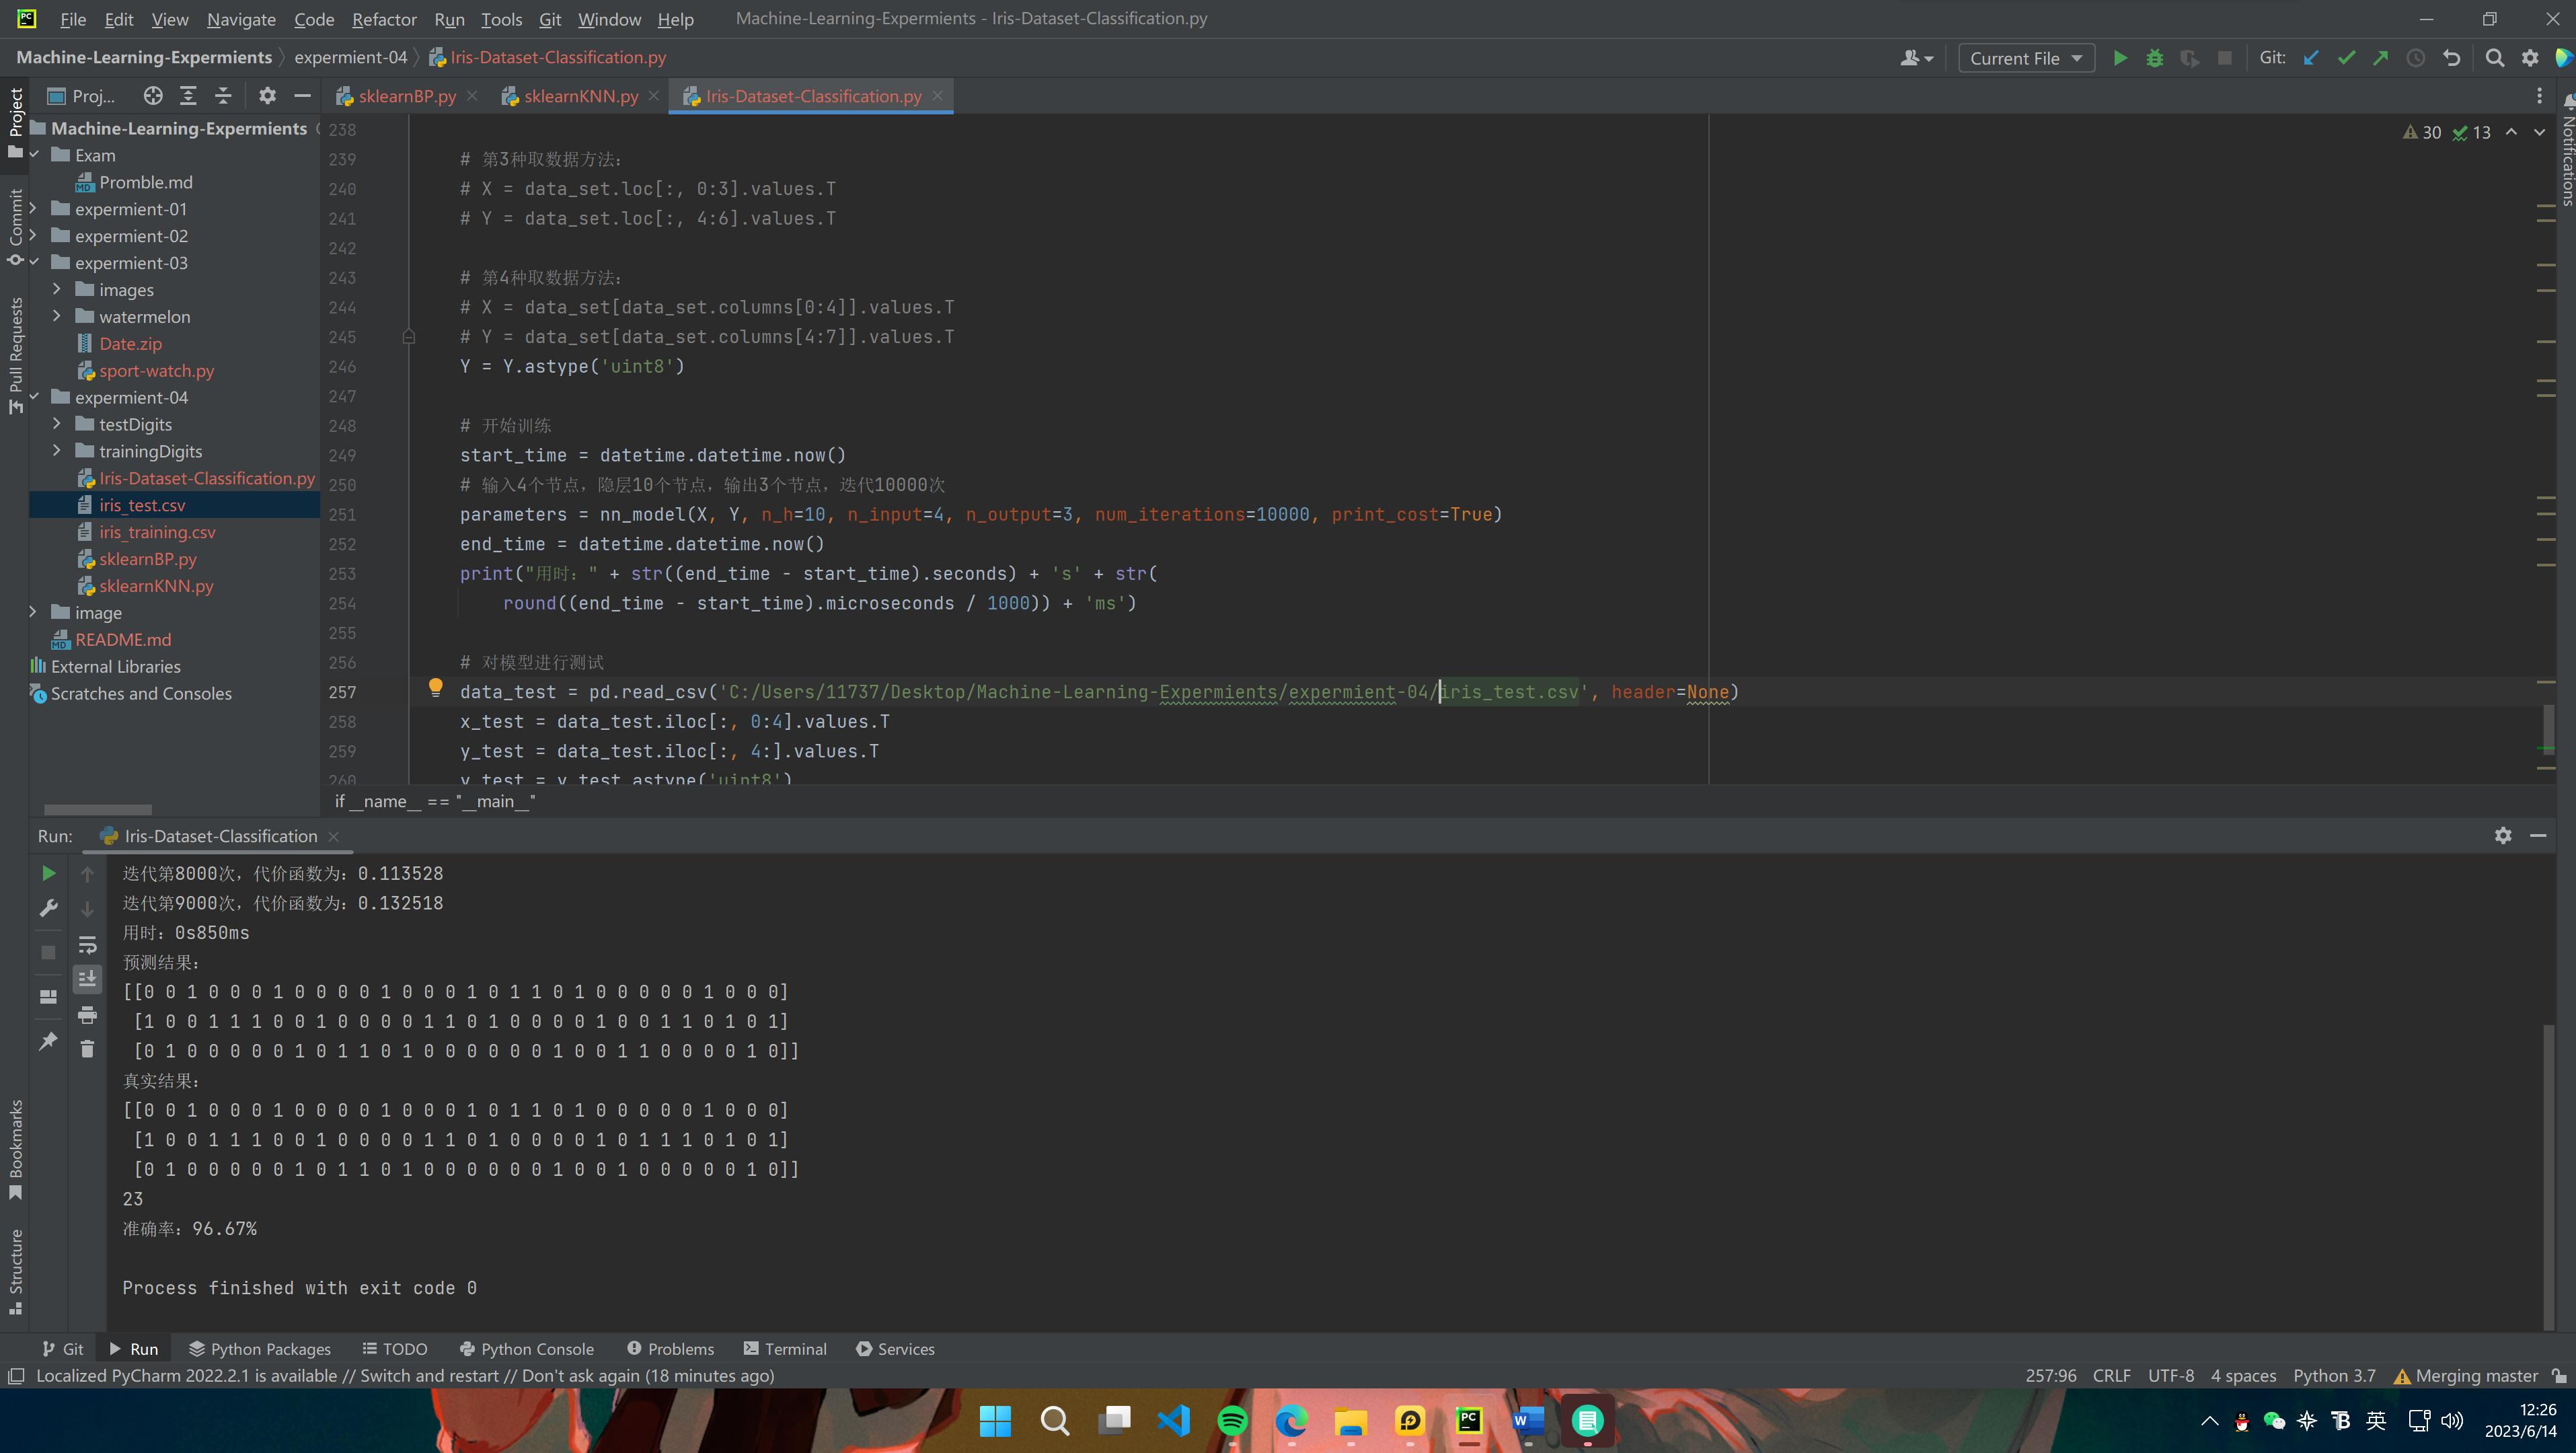 File Edit View Navigate Code Refactor Run Tools Git Window Help Machine-Learning-Expermients - Iris-Dataset-Classification.py
Machine-Learning-Expermients expermient-04 Iris-Dataset-Classification.py Current File Git:
Project
Commit
Pull Requests
Bookmarks
Structure
Notifications
Proj...
Machine-Learning-Expermients
Exam
Promble.md
expermient-01
expermient-02
expermient-03
images
watermelon
Date.zip
sport-watch.py
expermient-04
testDigits
trainingDigits
Iris-Dataset-Classification.py
iris_test.csv
iris_training.csv
sklearnBP.py
sklearnKNN.py
image
README.md
External Libraries
Scratches and Consoles
sklearnBP.py sklearnKNN.py Iris-Dataset-Classification.py
30 13
238
239 # 第3种取数据方法：
240 # X = data_set.loc[:, 0:3].values.T
241 # Y = data_set.loc[:, 4:6].values.T
242
243 # 第4种取数据方法：
244 # X = data_set[data_set.columns[0:4]].values.T
245 # Y = data_set[data_set.columns[4:7]].values.T
246 Y = Y.astype('uint8')
247
248 # 开始训练
249 start_time = datetime.datetime.now()
250 # 输入4个节点，隐层10个节点，输出3个节点，迭代10000次
251 parameters = nn_model(X, Y, n_h=10, n_input=4, n_output=3, num_iterations=10000, print_cost=True)
252 end_time = datetime.datetime.now()
253 print("用时：" + str((end_time - start_time).seconds) + 's' + str(
254 round((end_time - start_time).microseconds / 1000)) + 'ms')
255
256 # 对模型进行测试
257 data_test = pd.read_csv('C:/Users/11737/Desktop/Machine-Learning-Expermients/expermient-04/iris_test.csv', header=None)
258 x_test = data_test.iloc[:, 0:4].values.T
259 y_test = data_test.iloc[:, 4:].values.T
260 y_test = y_test.astype('uint8')
if __name__ == "__main__"
Run: Iris-Dataset-Classification
迭代第8000次，代价函数为：0.113528
迭代第9000次，代价函数为：0.132518
用时：0s850ms
预测结果：
[[0 0 1 0 0 0 1 0 0 0 0 1 0 0 0 1 0 1 1 0 1 0 0 0 0 0 1 0 0 0]
[1 0 0 1 1 1 0 0 1 0 0 0 0 1 1 0 1 0 0 0 0 1 0 0 1 1 0 1 0 1]
[0 1 0 0 0 0 0 1 0 1 1 0 1 0 0 0 0 0 0 1 0 0 1 1 0 0 0 0 1 0]]
真实结果：
[[0 0 1 0 0 0 1 0 0 0 0 1 0 0 0 1 0 1 1 0 1 0 0 0 0 0 1 0 0 0]
[1 0 0 1 1 1 0 0 1 0 0 0 0 1 1 0 1 0 0 0 0 1 0 1 1 1 0 1 0 1]
[0 1 0 0 0 0 0 1 0 1 1 0 1 0 0 0 0 0 0 1 0 0 1 0 0 0 0 0 1 0]]
23
准确率：96.67%
Process finished with exit code 0
Git Run Python Packages TODO Python Console Problems Terminal Services
Localized PyCharm 2022.2.1 is available // Switch and restart // Don't ask again (18 minutes ago) 257:96 CRLF UTF-8 4 spaces Python 3.7 Merging master
英
12:26
2023/6/14